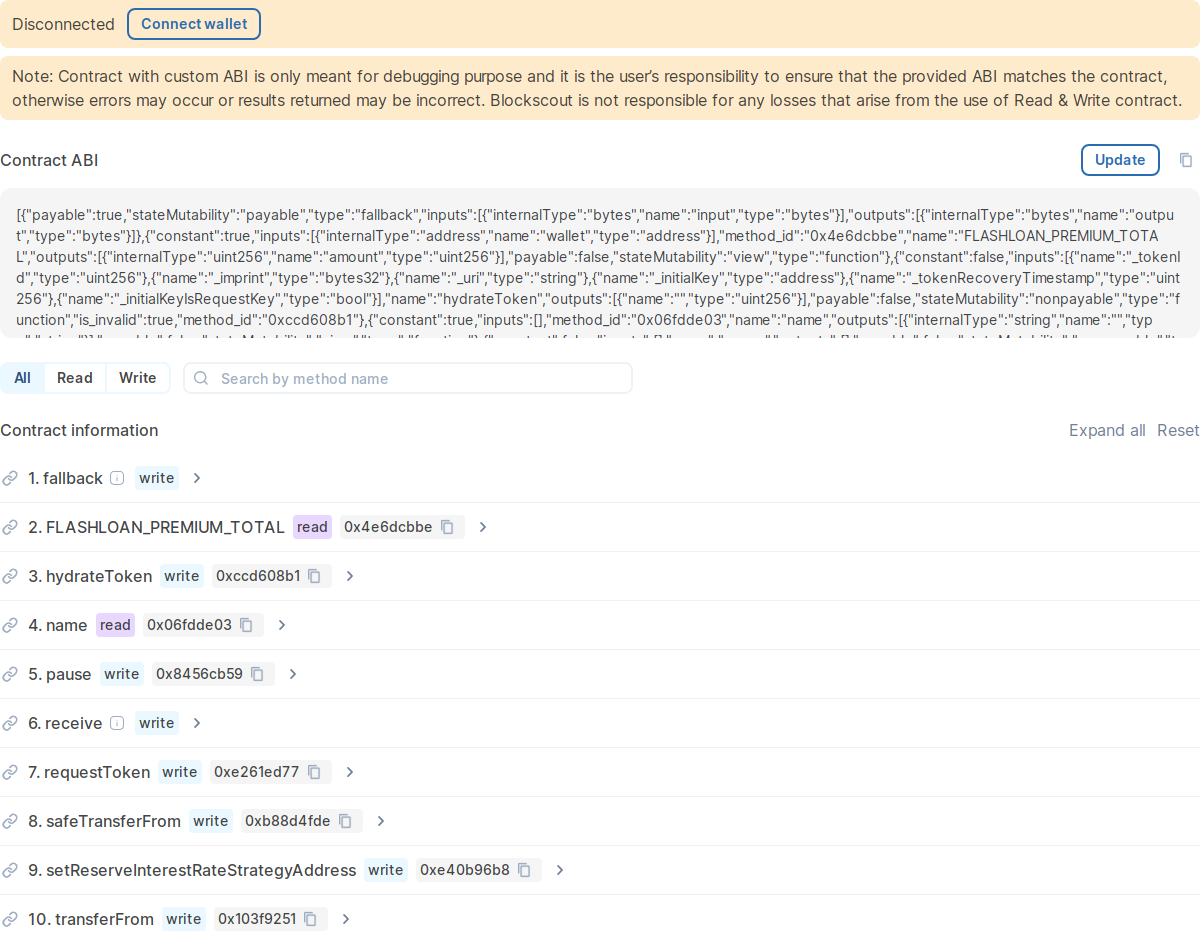 Disconnected Connect wallet
Note: Contract with custom ABI is only meant for debugging purpose and it is the user's responsibility to ensure that the provided ABI matches the contract,
otherwise errors may occur or results returned may be incorrect. Blockscout is not responsible for any losses that arise from the use of Read & Write contract.
Contract ABI Update
[{"payable":true,"stateMutability":"payable","type":"fallback","inputs":[{"internalType":"bytes","name":"input","type":"bytes"}],"outputs":[{"internalType":"bytes","name":"outpu
t","type":"bytes"}]},{"constant":true,"inputs":[{"internalType":"address","name":"wallet","type":"address"}],"method_id":"0x4e6dcbbe","name":"FLASHLOAN_PREMIUM_TOTA
L","outputs":[{"internalType":"uint256","name":"amount","type":"uint256"}],"payable":false,"stateMutability":"view","type":"function"},{"constant":false,"inputs":[{"name":"_tokenI
d","type":"uint256"},{"name":"_imprint","type":"bytes32"},{"name":"_uri","type":"string"},{"name":"_initialKey","type":"address"},{"name":"_tokenRecoveryTimestamp","type":"uint
256"},{"name":"_initialKeyIsRequestKey","type":"bool"}],"name":"hydrateToken","outputs":[{"name":"","type":"uint256"}],"payable":false,"stateMutability":"nonpayable","type":"f
unction","is_invalid":true,"method_id":"0xccd608b1"},{"constant":true,"inputs":[],"method_id":"0x06fdde03","name":"name","outputs":[{"internalType":"string","name":"","typ
All Read Write Search by method name
Contract information Expand all Reset
1. fallback write
2. FLASHLOAN_PREMIUM_TOTAL read 0x4e6dcbbe
3. hydrateToken write 0xccd608b1
4. name read 0x06fdde03
5. pause write 0x8456cb59
6. receive write
7. requestToken write 0xe261ed77
8. safeTransferFrom write 0xb88d4fde
9. setReserveInterestRateStrategyAddress write 0xe40b96b8
10. transferFrom write 0x103f9251